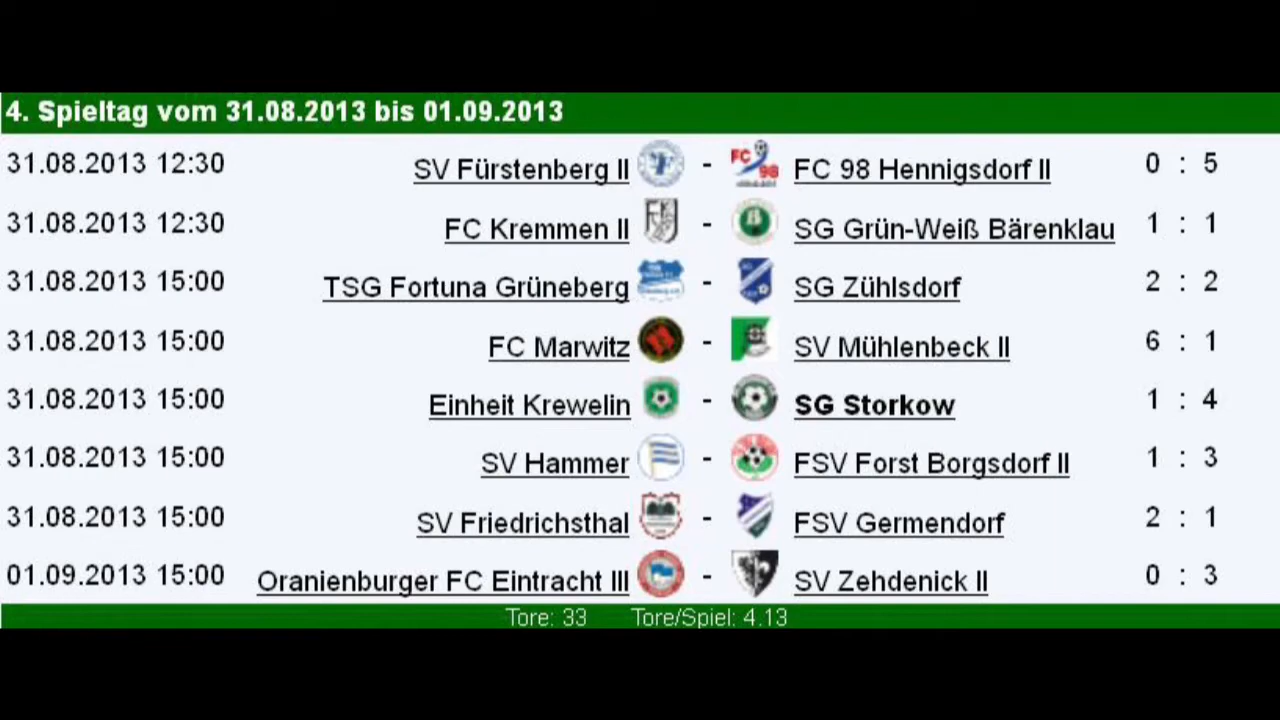 4. Spieltag vom 31.08.2013 bis 01.09.2013
31.08.2013 12:30 SV Fürstenberg II - FC 98 Hennigsdorf II 0 : 5
31.08.2013 12:30 FC Kremmen II - SG Grün-Weiß Bärenklau 1 : 1
31.08.2013 15:00 TSG Fortuna Grüneberg - SG Zühlsdorf 2 : 2
31.08.2013 15:00 FC Marwitz - SV Mühlenbeck II 6 : 1
31.08.2013 15:00 Einheit Krewelin - SG Storkow 1 : 4
31.08.2013 15:00 SV Hammer - FSV Forst Borgsdorf II 1 : 3
31.08.2013 15:00 SV Friedrichsthal - FSV Germendorf 2 : 1
01.09.2013 15:00 Oranienburger FC Eintracht III - SV Zehdenick II 0 : 3
Tore: 33 Tore/Spiel: 4.13